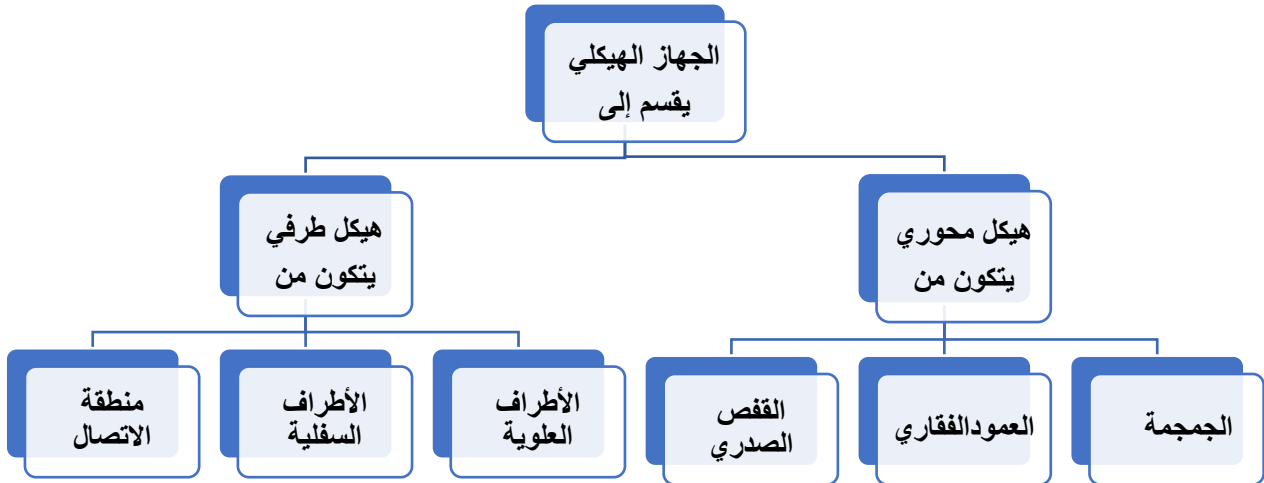 الجهاز الهيكلي
يقسم إلى
هيكل محوري
يتكون من
هيكل طرفي
يتكون من
الجمجمة
العمودالفقاري
القفص
الصدري
الأطراف
العلوية
الأطراف
السفلية
منطقة
الاتصال